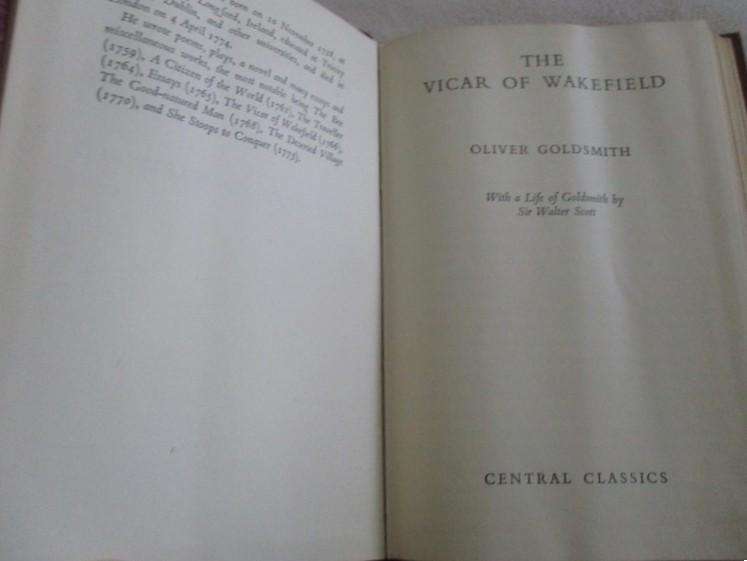 born on 10 November
Longford, Ireland, educated at Trinity
Dublin, and other universities, and died in
London on 4 April 1774.
He wrote poems, plays, a novel and many essays and
miscellaneous works, the most notable being The Bee
(1759), A Citizen of the World (1762), The Traveller
(1764), Essays (1765), The Vicar of Wakefield (1766),
The Good-natured Man (1768), The Deserted Village
(1770), and She Stoops to Conquer (1773).
THE
VICAR OF WAKEFIELD
OLIVER GOLDSMITH
With a Life of Goldsmith by
Sir Walter Scott
CENTRAL CLASSICS